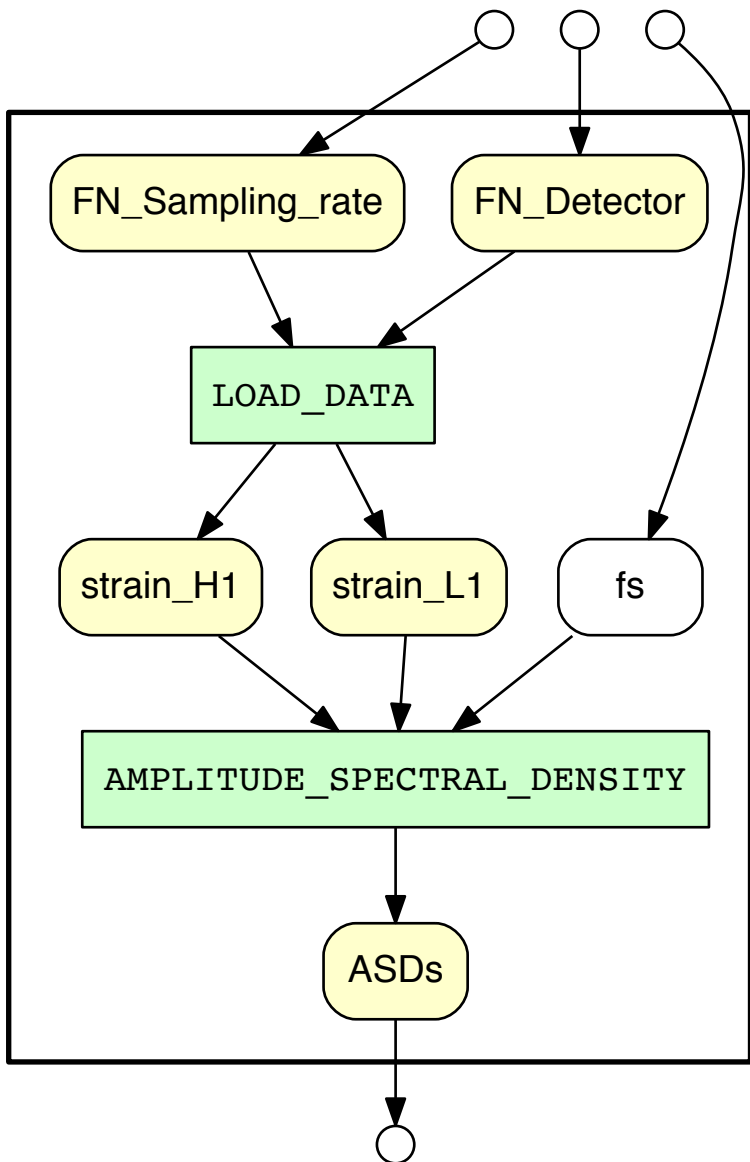 FN_Sampling_rate
FN_Detector
LOAD_DATA
strain_H1
strain_L1
fs
AMPLITUDE_SPECTRAL_DENSITY
ASDs